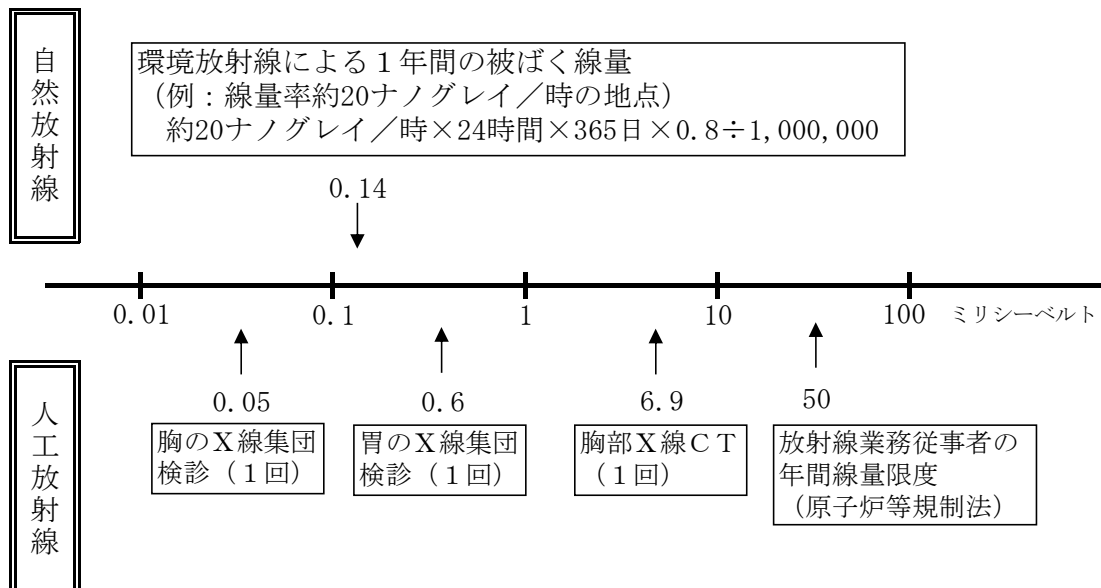 自然放射線
環境放射線による１年間の被ばく線量
（例：線量率約20ナノグレイ／時の地点）
約20ナノグレイ／時×24時間×365日×0.8÷1,000,000
0.14
0.01
0.1
1
10
100
ミリシーベルト
人工放射線
0.05
胸のＸ線集団
検診（１回）
0.6
胃のＸ線集団
検診（１回）
6.9
胸部Ｘ線ＣＴ
（１回）
50
放射線業務従事者の
年間線量限度
（原子炉等規制法）